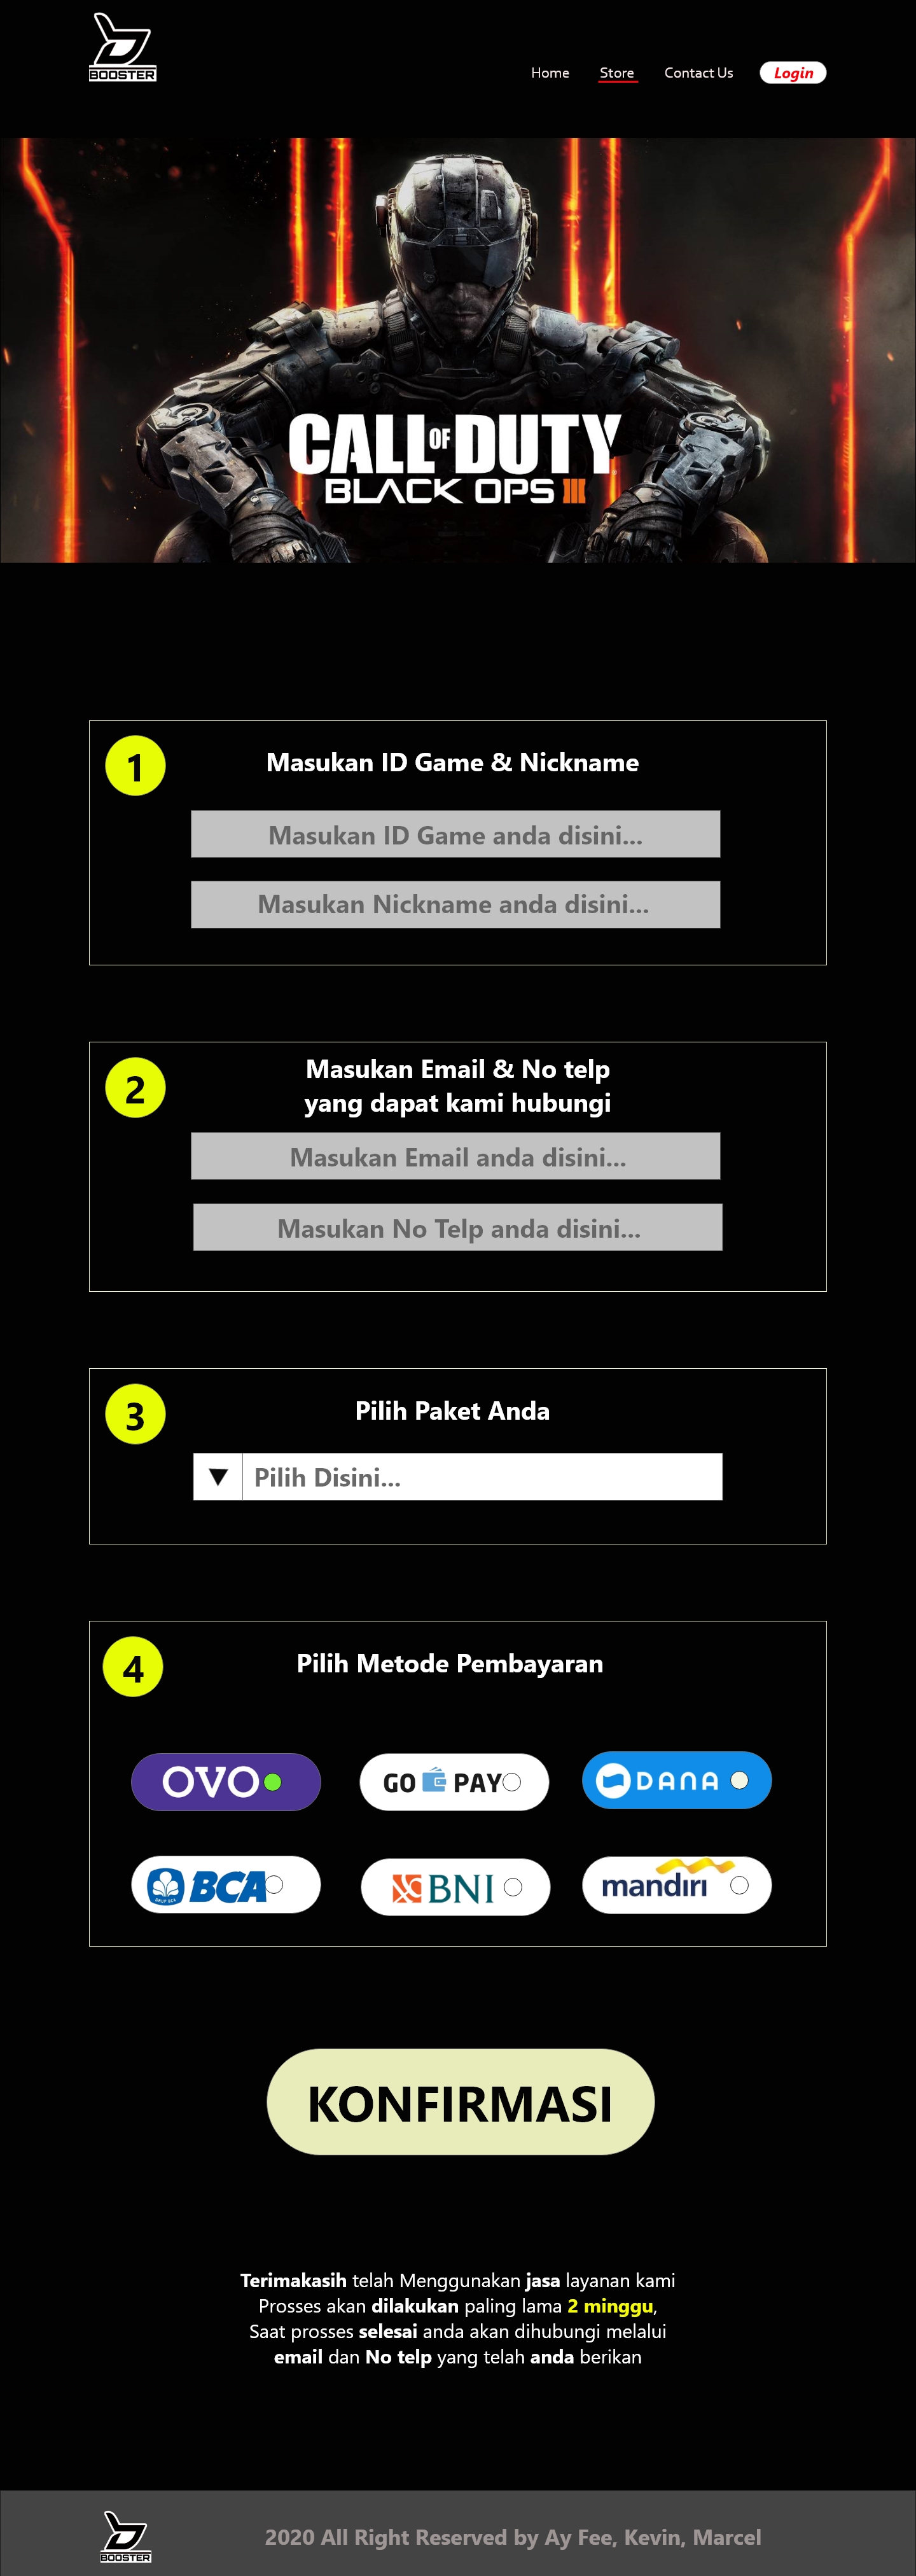 BOOSTER
Home Store Contact Us Login
CALL OF DUTY
BLACK OPS III
1
Masukan ID Game & Nickname
Masukan ID Game anda disini...
Masukan Nickname anda disini...
2
Masukan Email & No telp
yang dapat kami hubungi
Masukan Email anda disini...
Masukan No Telp anda disini...
3
Pilih Paket Anda
Pilih Disini...
4
Pilih Metode Pembayaran
OVO GO PAY DANA
BCA BNI mandiri
KONFIRMASI
Terimakasih telah Menggunakan jasa layanan kami
Prosses akan dilakukan paling lama 2 minggu,
Saat prosses selesai anda akan dihubungi melalui
email dan No telp yang telah anda berikan
BOOSTER
2020 All Right Reserved by Ay Fee, Kevin, Marcel